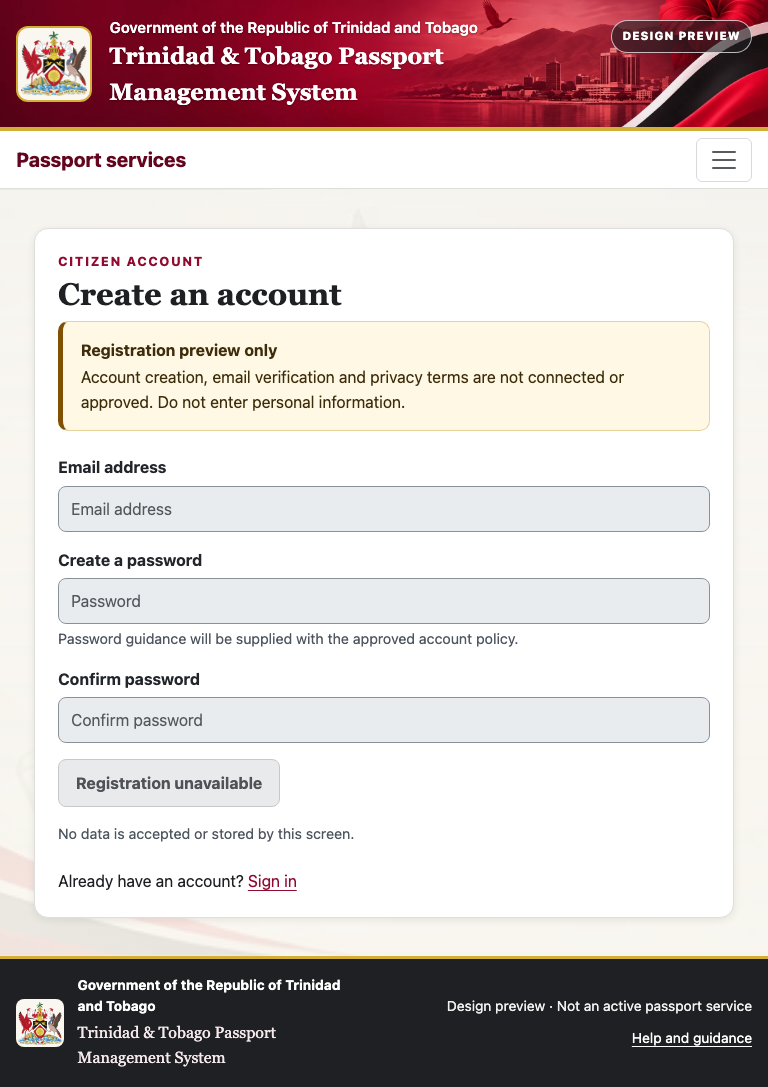 Government of the Republic of Trinidad and Tobago
Trinidad & Tobago Passport
Management System
DESIGN PREVIEW
Passport services
CITIZEN ACCOUNT
Create an account
Registration preview only
Account creation, email verification and privacy terms are not connected or
approved. Do not enter personal information.
Email address
Email address
Create a password
Password
Password guidance will be supplied with the approved account policy.
Confirm password
Confirm password
Registration unavailable
No data is accepted or stored by this screen.
Already have an account? Sign in
Government of the Republic of Trinidad
and Tobago
Trinidad & Tobago Passport
Management System
Design preview · Not an active passport service
Help and guidance